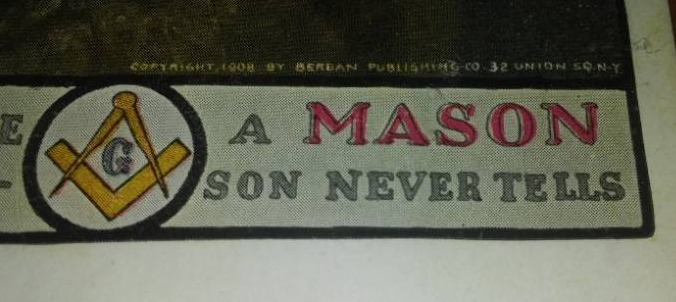 COPYRIGHT, 1908 BY BERBAN PUBLISHING CO. 32 UNION SQ. N-Y
E G A MASON
- SON NEVER TELLS